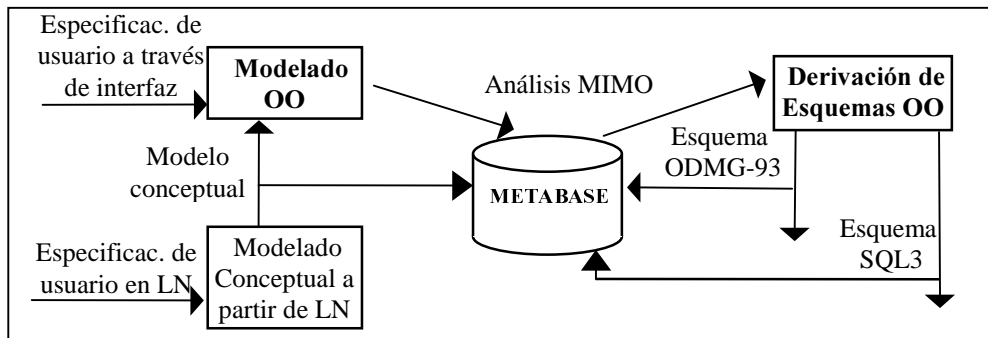 Especificac. de
usuario a través
de interfaz
Modelado
OO
Análisis MIMO
Derivación de
Esquemas OO
Modelo
conceptual
METABASE
Esquema
ODMG-93
Especificac. de
usuario en LN
Modelado
Conceptual a
partir de LN
Esquema
SQL3